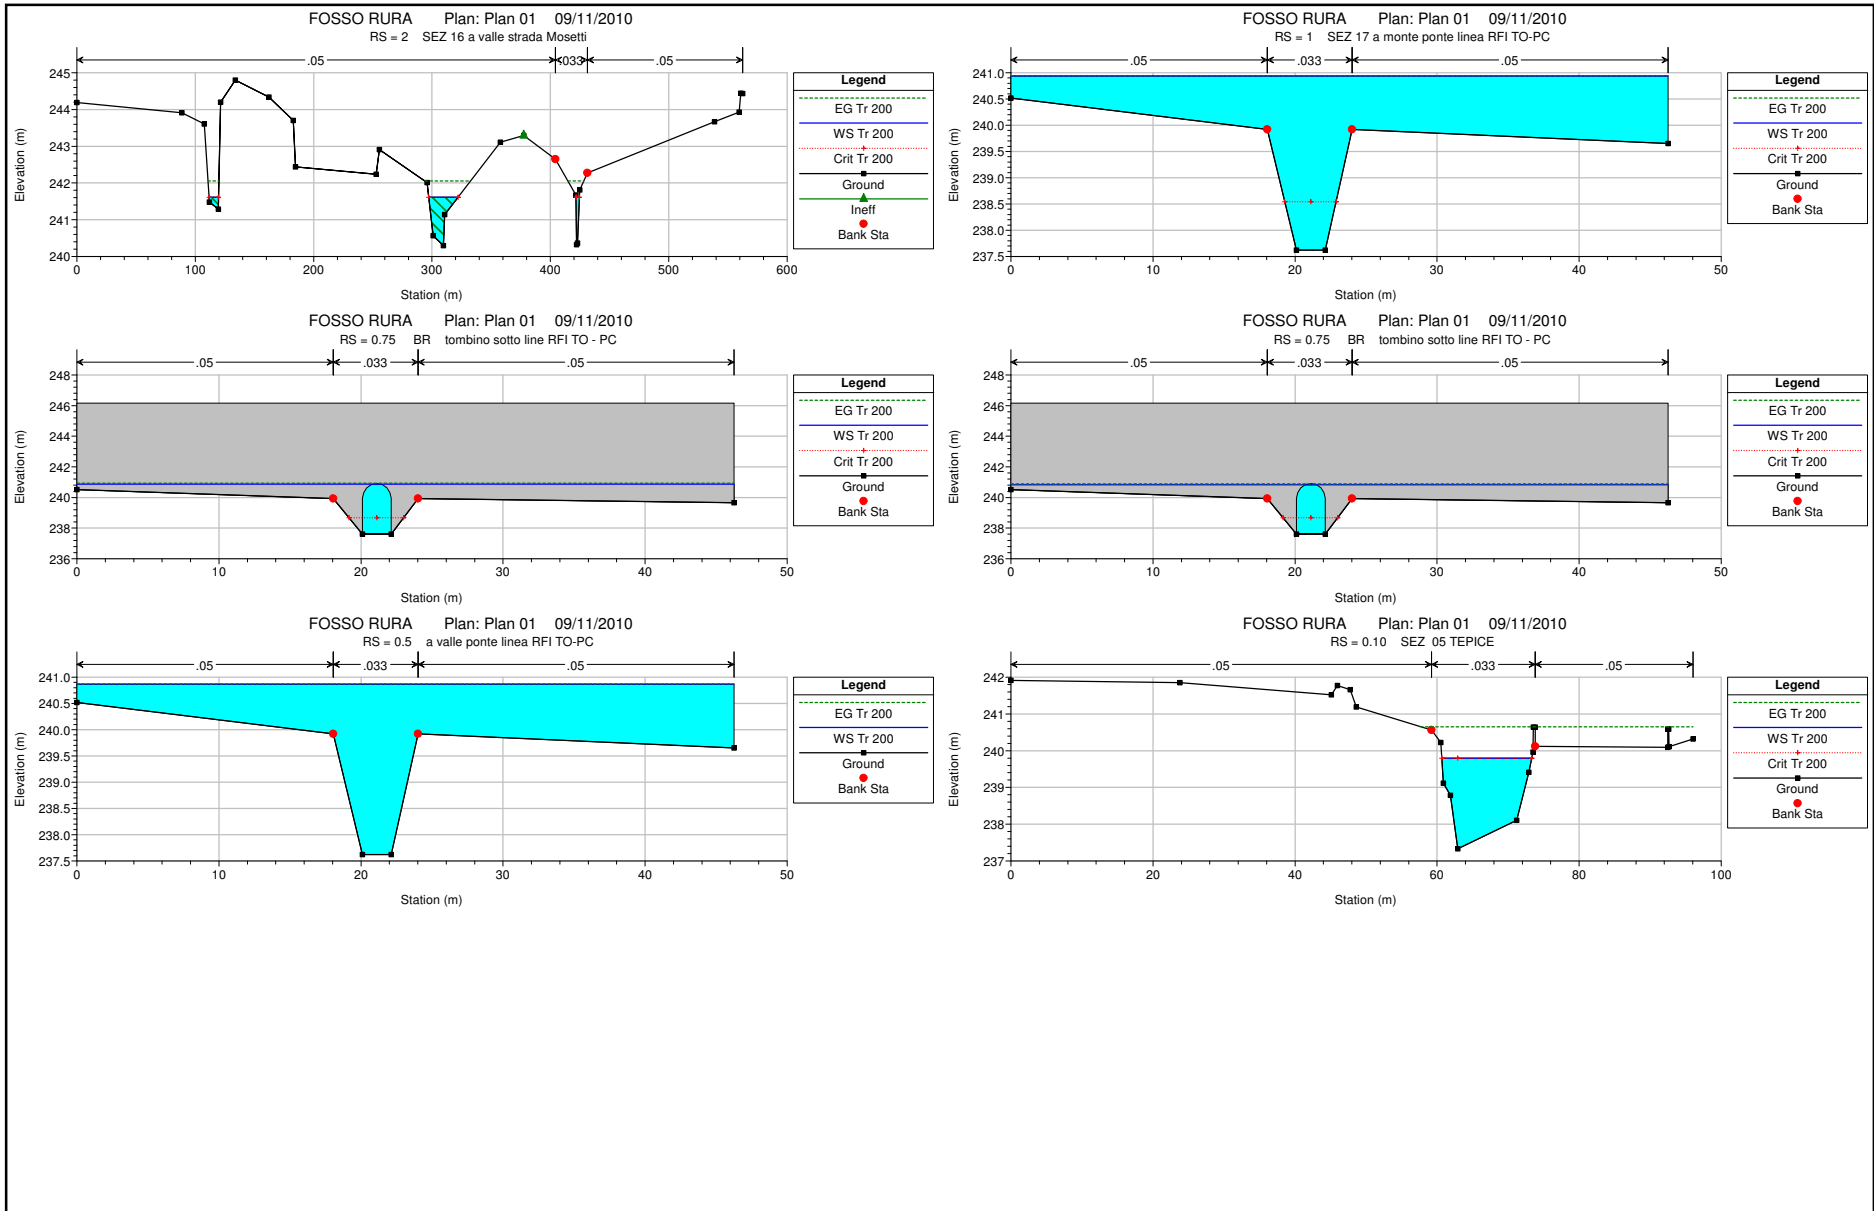 FOSSO RURA Plan: Plan 01 09/11/2010
RS = 2 SEZ 16 a valle strada Mosetti
.05 .033 .05
245
244
243
242
241
240
Elevation (m)
0 100 200 300 400 500 600
Station (m)
Legend
EG Tr 200
WS Tr 200
Crit Tr 200
Ground
Ineff
Bank Sta
FOSSO RURA Plan: Plan 01 09/11/2010
RS = 1 SEZ 17 a monte ponte linea RFI TO-PC
.05 .033 .05
241.0
240.5
240.0
239.5
239.0
238.5
238.0
237.5
Elevation (m)
0 10 20 30 40 50
Station (m)
Legend
EG Tr 200
WS Tr 200
Crit Tr 200
Ground
Bank Sta
FOSSO RURA Plan: Plan 01 09/11/2010
RS = 0.75 BR tombino sotto line RFI TO - PC
.05 .033 .05
248
246
244
242
240
238
236
Elevation (m)
0 10 20 30 40 50
Station (m)
Legend
EG Tr 200
WS Tr 200
Crit Tr 200
Ground
Bank Sta
FOSSO RURA Plan: Plan 01 09/11/2010
RS = 0.75 BR tombino sotto line RFI TO - PC
.05 .033 .05
248
246
244
242
240
238
236
Elevation (m)
0 10 20 30 40 50
Station (m)
Legend
EG Tr 200
WS Tr 200
Crit Tr 200
Ground
Bank Sta
FOSSO RURA Plan: Plan 01 09/11/2010
RS = 0.5 a valle ponte linea RFI TO-PC
.05 .033 .05
241.0
240.5
240.0
239.5
239.0
238.5
238.0
237.5
Elevation (m)
0 10 20 30 40 50
Station (m)
Legend
EG Tr 200
WS Tr 200
Ground
Bank Sta
FOSSO RURA Plan: Plan 01 09/11/2010
RS = 0.10 SEZ 05 TEPICE
.05 .033 .05
242
241
240
239
238
237
Elevation (m)
0 20 40 60 80 100
Station (m)
Legend
EG Tr 200
WS Tr 200
Crit Tr 200
Ground
Bank Sta